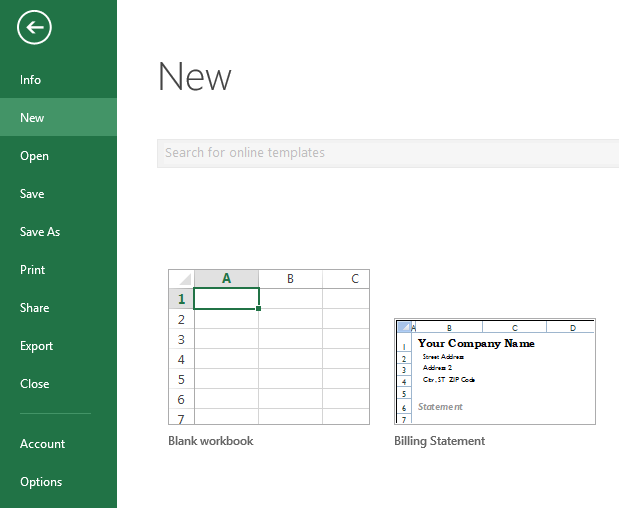 Info
New
Open
Save
Save As
Print
Share
Export
Close
Account
Options
New
Search for online templates
A B C
1
2
3
4
5
6
7
Blank workbook
A B C D
1 Your Company Name
2 Street Address
3 Address 2
4 City, ST ZIP Code
5
6 Statement
7
Billing Statement